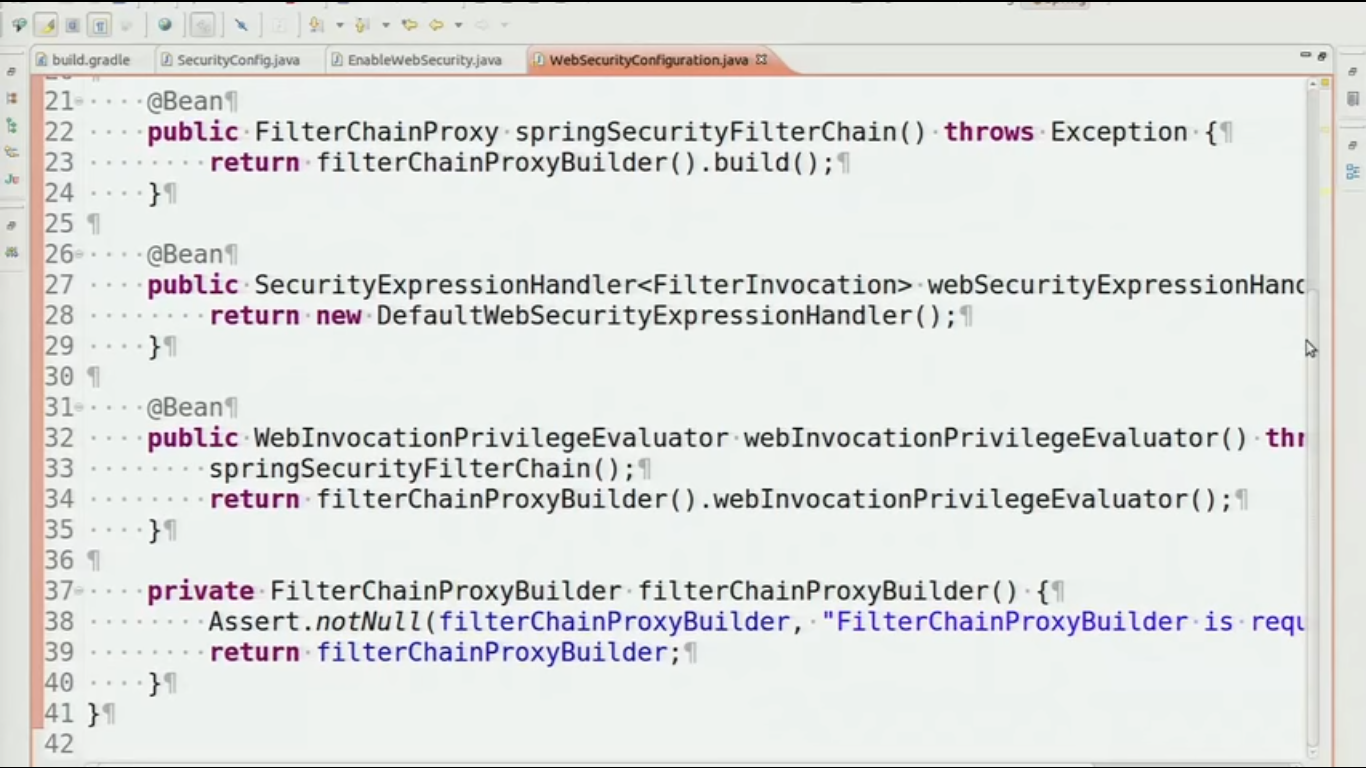 build.gradle
SecurityConfig.java
EnableWebSecurity.java
WebSecurityConfiguration.java
21 @Bean¶
22 public FilterChainProxy springSecurityFilterChain() throws Exception {¶
23 return filterChainProxyBuilder().build();¶
24 }¶
25 ¶
26 @Bean¶
27 public SecurityExpressionHandler<FilterInvocation> webSecurityExpressionHanc
28 return new DefaultWebSecurityExpressionHandler();¶
29 }¶
30 ¶
31 @Bean¶
32 public WebInvocationPrivilegeEvaluator webInvocationPrivilegeEvaluator() thr
33 springSecurityFilterChain();¶
34 return filterChainProxyBuilder().webInvocationPrivilegeEvaluator();¶
35 }¶
36 ¶
37 private FilterChainProxyBuilder filterChainProxyBuilder() {¶
38 Assert.notNull(filterChainProxyBuilder, "FilterChainProxyBuilder is requ
39 return filterChainProxyBuilder;¶
40 }¶
41 }¶
42